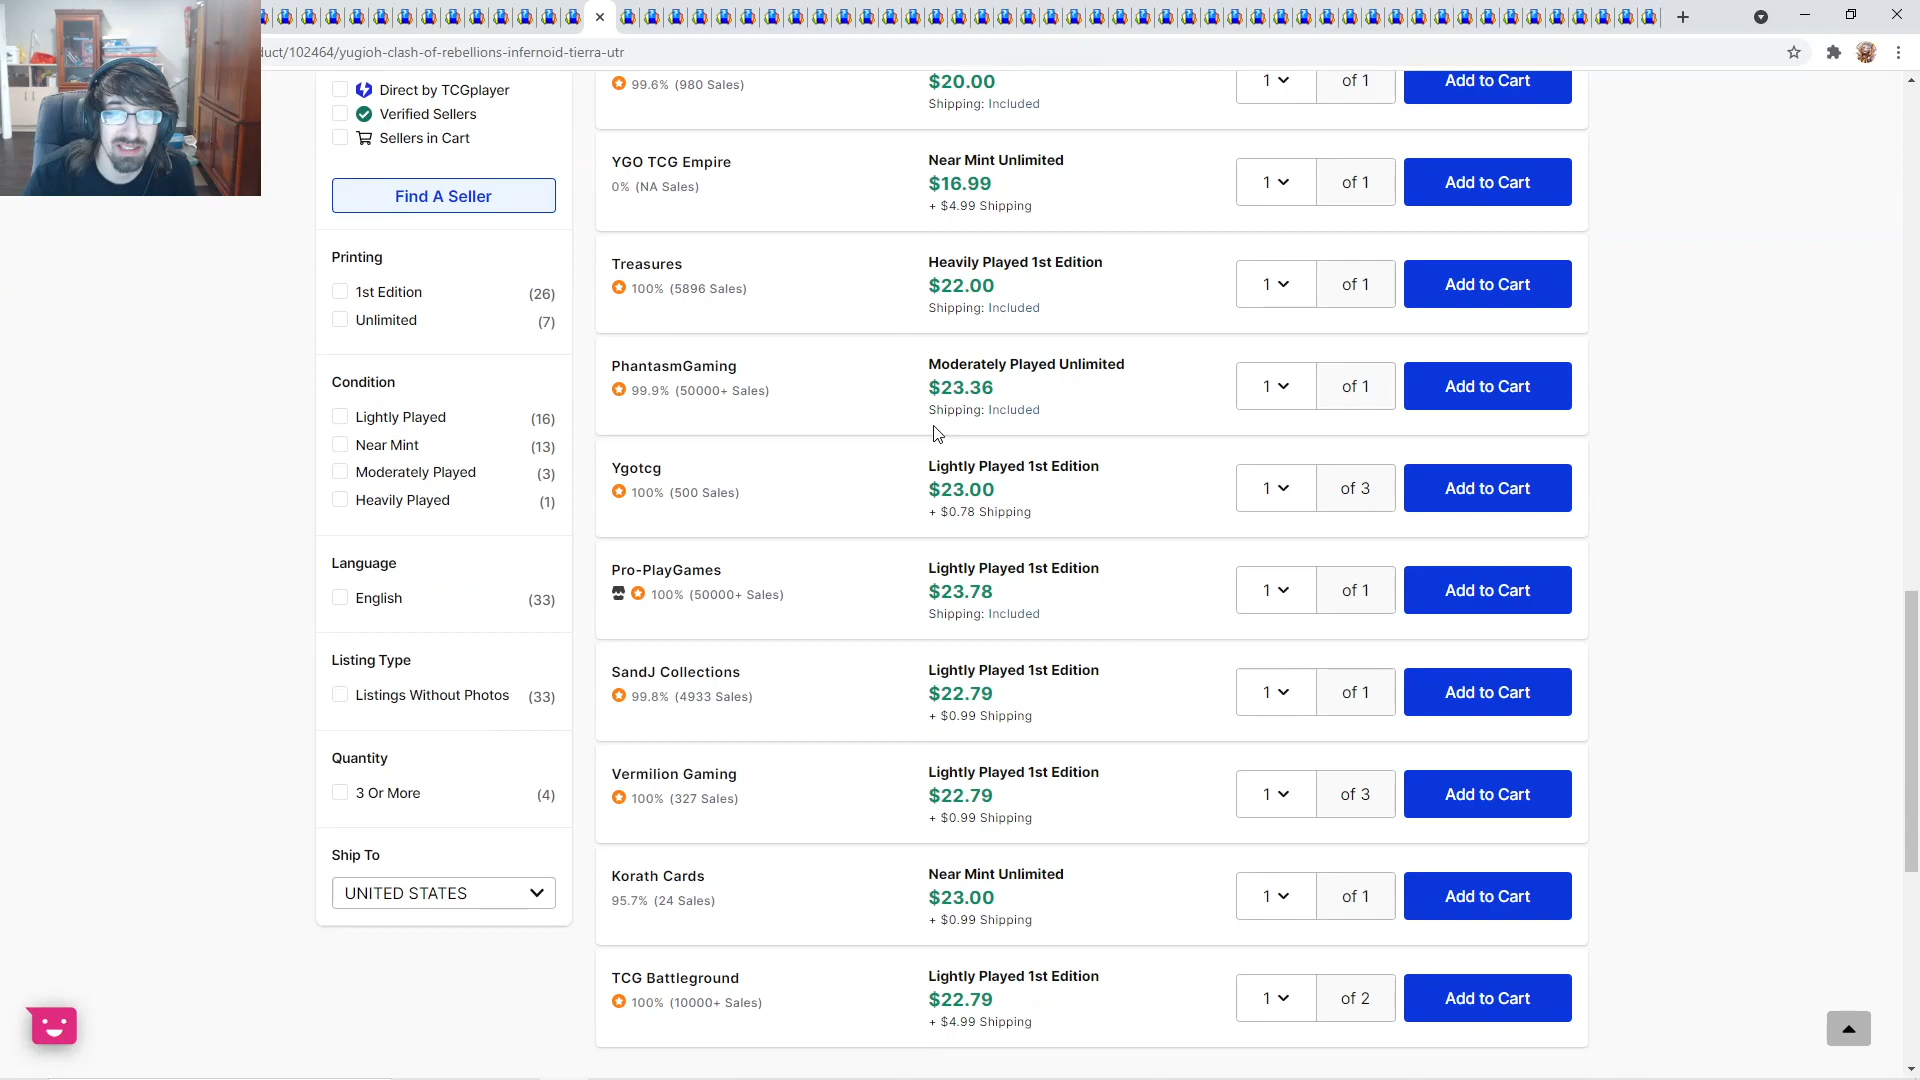 duct/102464/yugioh-clash-of-rebellions-infernoid-tierra-utr
Direct by TCGplayer
Verified Sellers
Sellers in Cart
Find A Seller
Printing
1st Edition (26)
Unlimited (7)
Condition
Lightly Played (16)
Near Mint (13)
Moderately Played (3)
Heavily Played (1)
Language
English (33)
Listing Type
Listings Without Photos (33)
Quantity
3 Or More (4)
Ship To
UNITED STATES
99.6% (980 Sales)
$20.00
Shipping: Included
1 of 1 Add to Cart
YGO TCG Empire
0% (NA Sales)
Near Mint Unlimited
$16.99
+ $4.99 Shipping
1 of 1 Add to Cart
Treasures
100% (5896 Sales)
Heavily Played 1st Edition
$22.00
Shipping: Included
1 of 1 Add to Cart
PhantasmGaming
99.9% (50000+ Sales)
Moderately Played Unlimited
$23.36
Shipping: Included
1 of 1 Add to Cart
Ygotcg
100% (500 Sales)
Lightly Played 1st Edition
$23.00
+ $0.78 Shipping
1 of 3 Add to Cart
Pro-PlayGames
100% (50000+ Sales)
Lightly Played 1st Edition
$23.78
Shipping: Included
1 of 1 Add to Cart
SandJ Collections
99.8% (4933 Sales)
Lightly Played 1st Edition
$22.79
+ $0.99 Shipping
1 of 1 Add to Cart
Vermilion Gaming
100% (327 Sales)
Lightly Played 1st Edition
$22.79
+ $0.99 Shipping
1 of 3 Add to Cart
Korath Cards
95.7% (24 Sales)
Near Mint Unlimited
$23.00
+ $0.99 Shipping
1 of 1 Add to Cart
TCG Battleground
100% (10000+ Sales)
Lightly Played 1st Edition
$22.79
+ $4.99 Shipping
1 of 2 Add to Cart